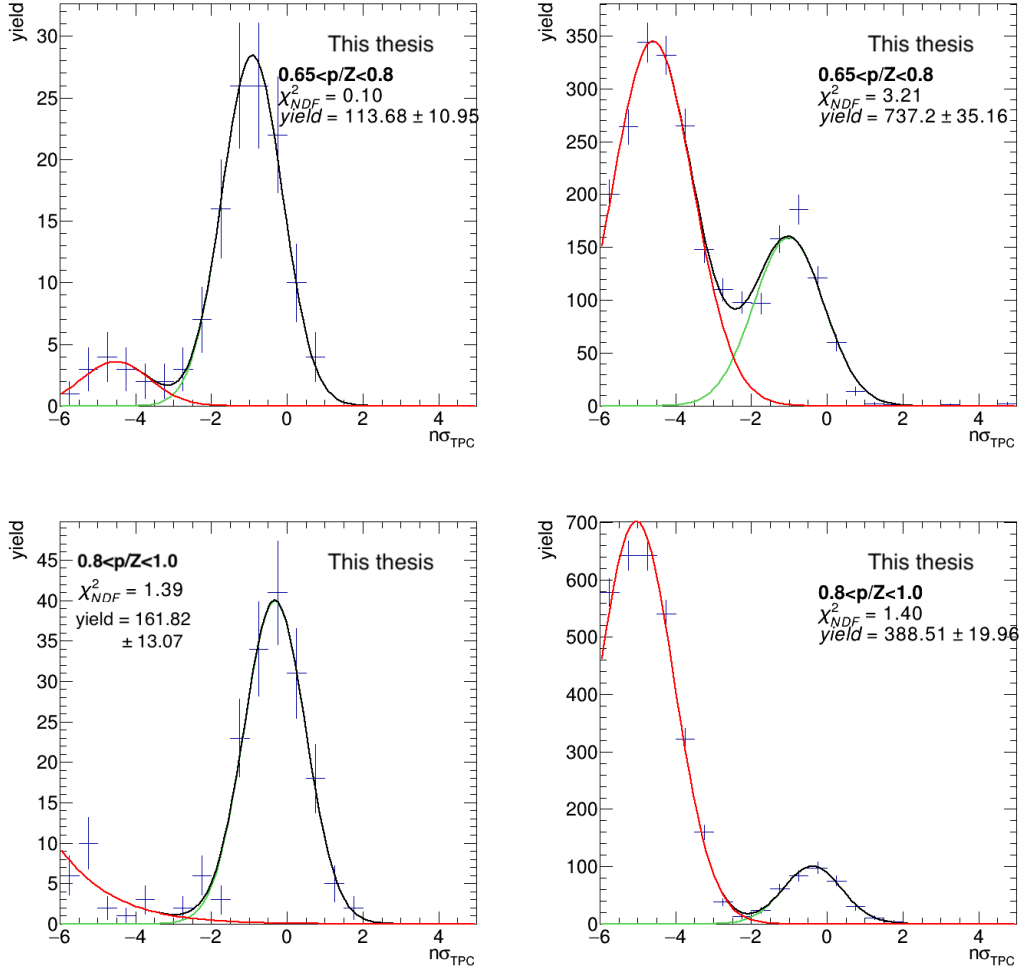 yield
30
25
20
15
10
5
0
This thesis
0.65<p/Z<0.8
χ²NDF = 0.10
yield = 113.68 ± 10.95
−6 −4 −2 0 2 4
nσTPC
yield
350
300
250
200
150
100
50
0
This thesis
0.65<p/Z<0.8
χ²NDF = 3.21
yield = 737.2 ± 35.16
−6 −4 −2 0 2 4
nσTPC
yield
45
40
35
30
25
20
15
10
5
0
0.8<p/Z<1.0
This thesis
χ²NDF = 1.39
yield = 161.82
± 13.07
−6 −4 −2 0 2 4
nσTPC
yield
700
600
500
400
300
200
100
0
This thesis
0.8<p/Z<1.0
χ²NDF = 1.40
yield = 388.51 ± 19.96
−6 −4 −2 0 2 4
nσTPC